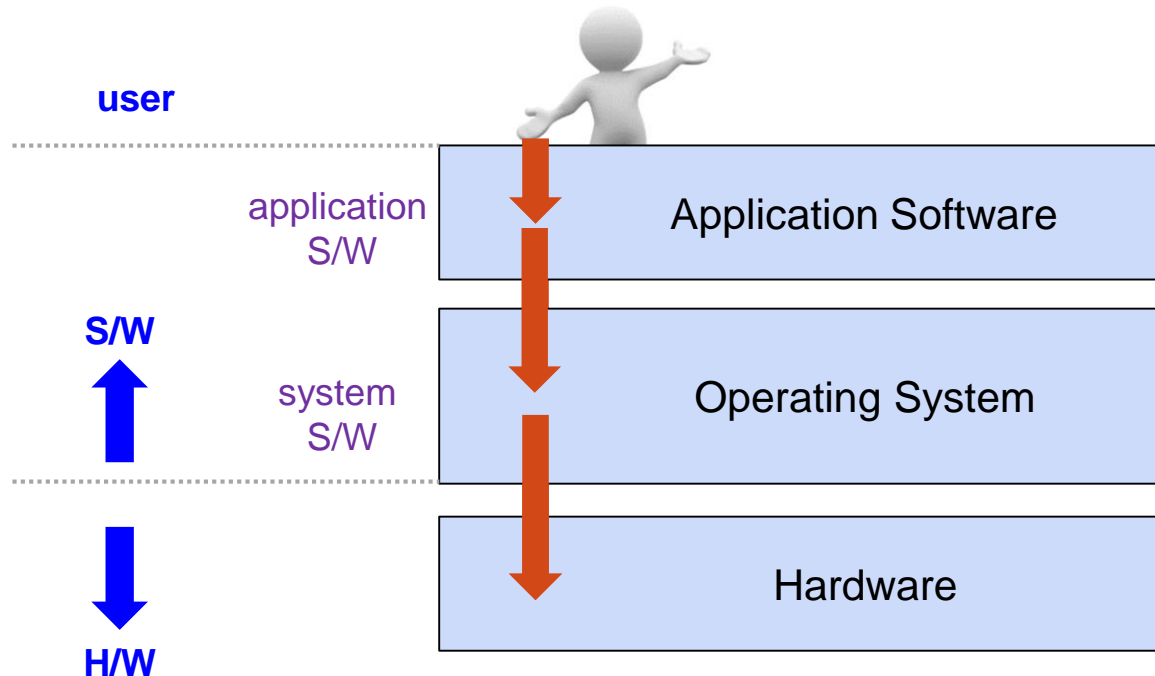 user
application
S/W
Application Software
S/W
system
S/W
Operating System
Hardware
H/W